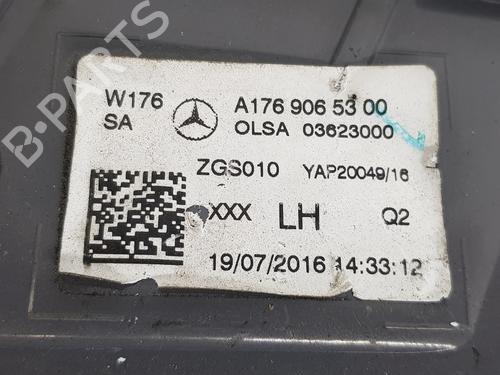 W176 A176 906 53 00
SA OLSA 03623000
ZGS010 YAP20049/16
XXX LH Q2
19/07/2016 14:33:12
B-PARTS